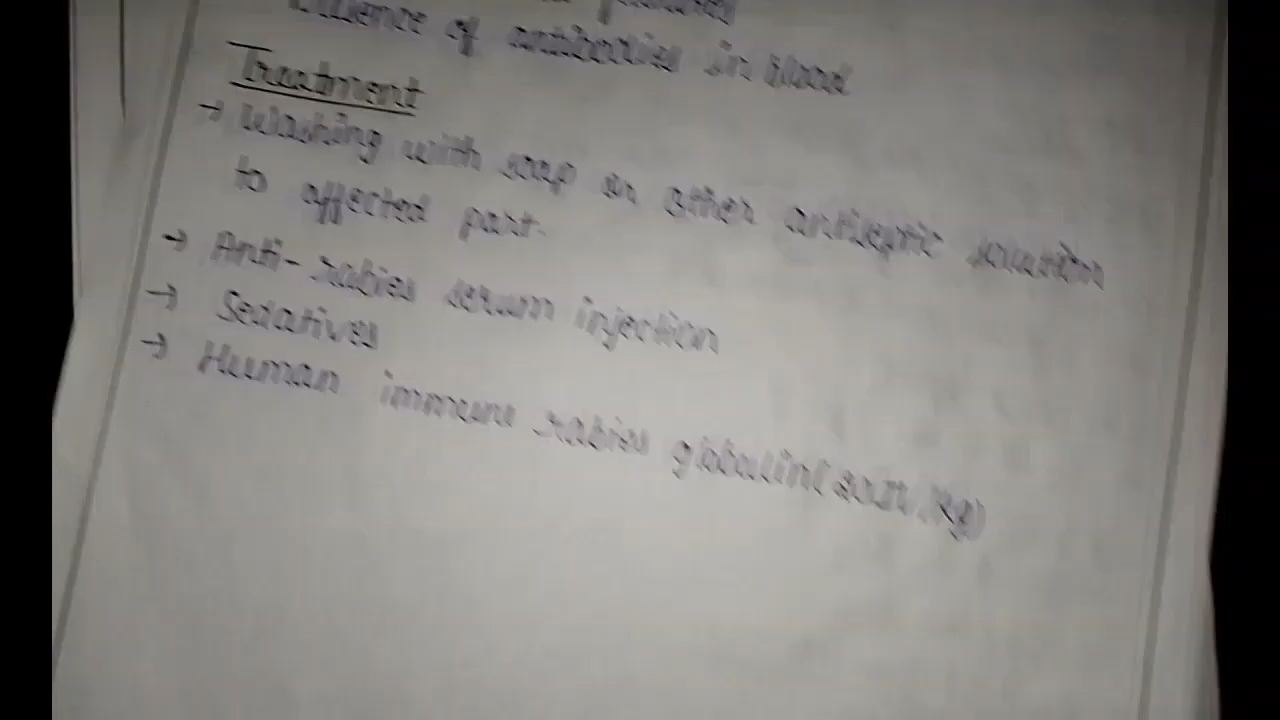 of antibodies in blood
Treatment
→ Washing with soap or other antiseptic solution
to affected part.
→ Anti-rabies serum injection
→ Sedatives
→ Human immune rabies globulin(